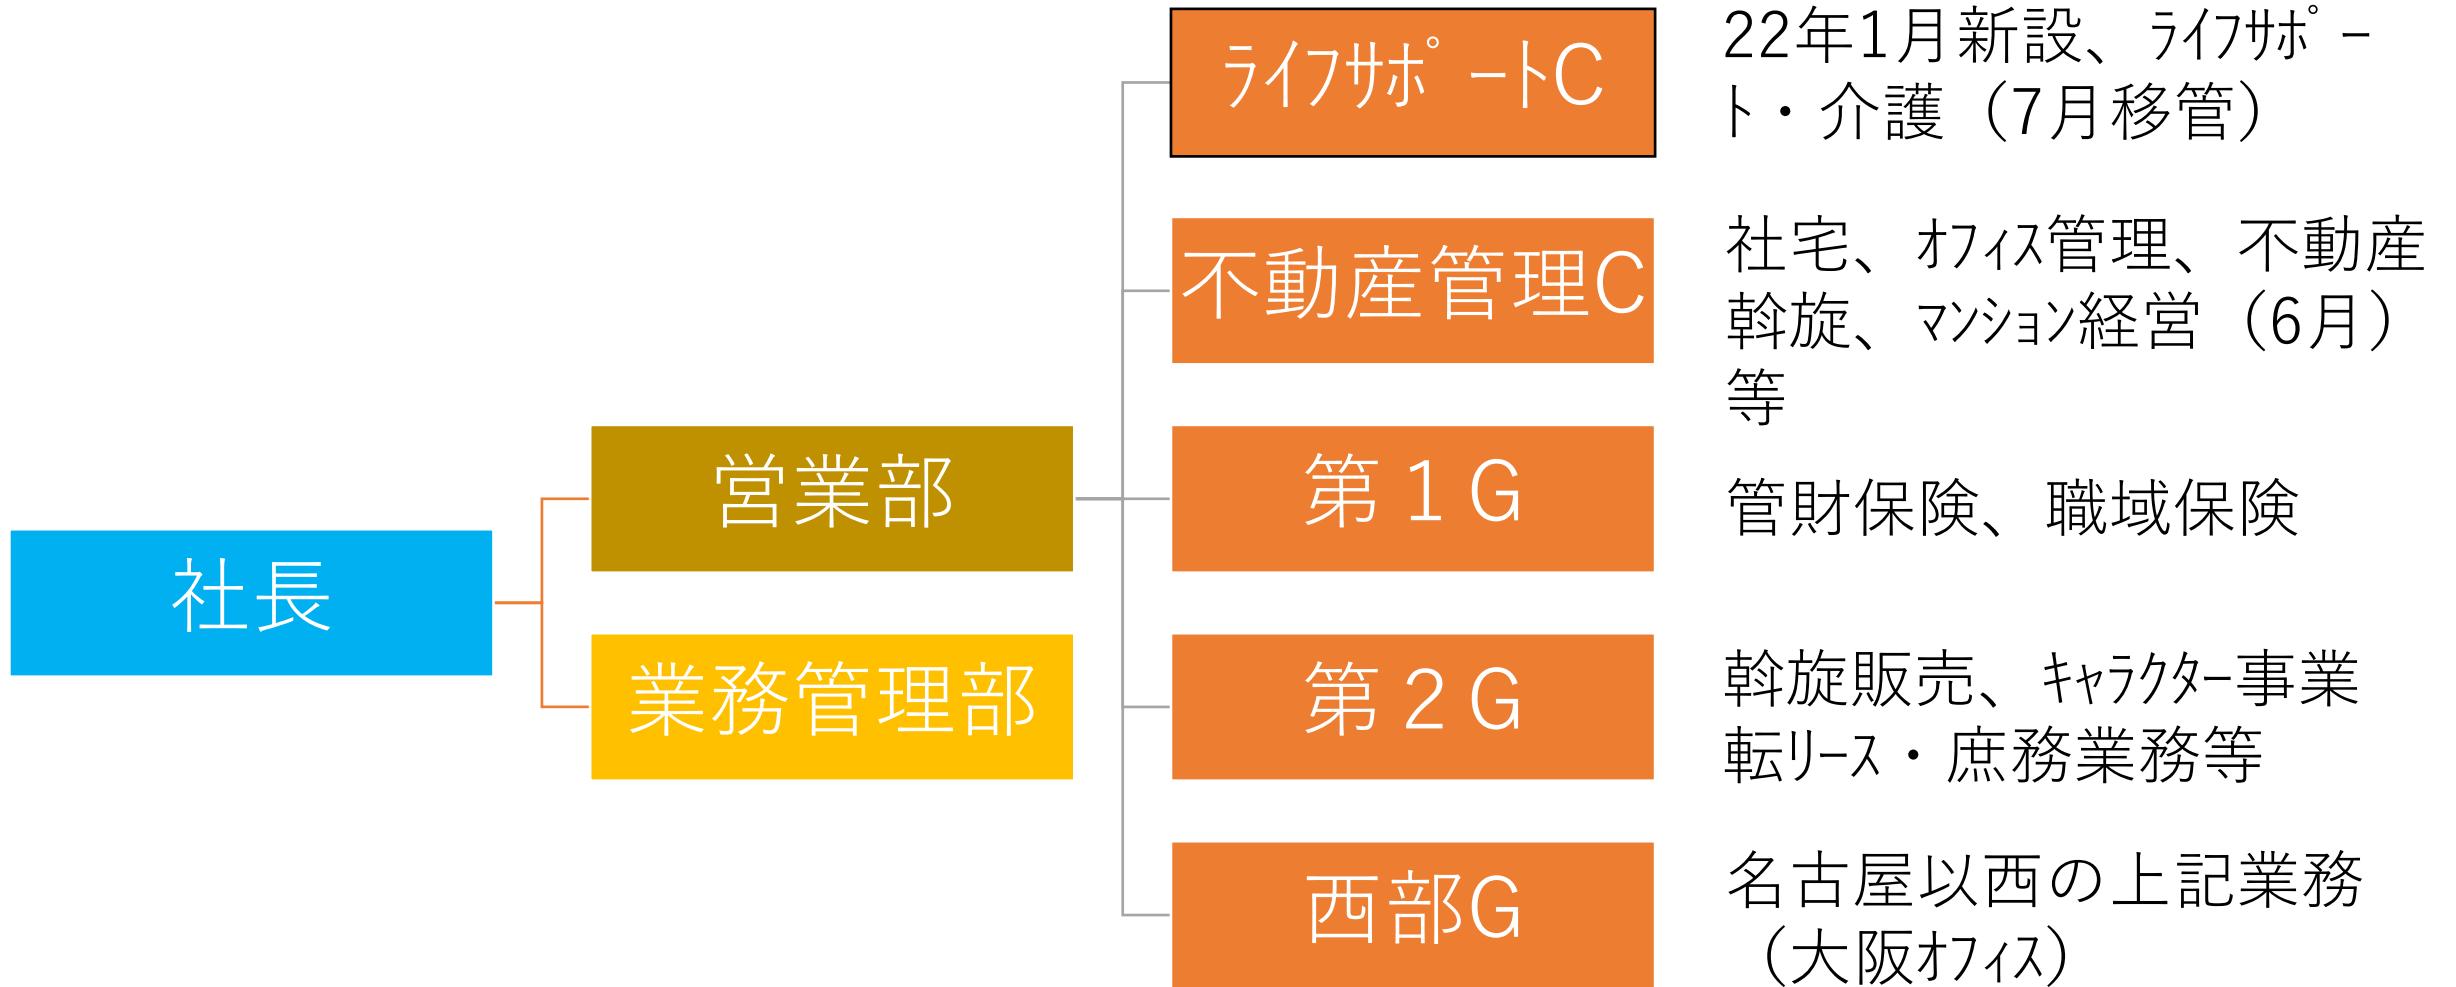 社長
営業部
業務管理部
ﾗｲﾌｻﾎﾟｰﾄC
不動産管理C
第１G
第２G
西部G
22年1月新設、ﾗｲﾌｻﾎﾟｰ
ﾄ・介護（7月移管）
社宅、ｵﾌｨｽ管理、不動産
斡旋、ﾏﾝｼｮﾝ経営（6月）
等
管財保険、職域保険
斡旋販売、ｷｬﾗｸﾀｰ事業
転ﾘｰｽ・庶務業務等
名古屋以西の上記業務
（大阪ｵﾌｨｽ）